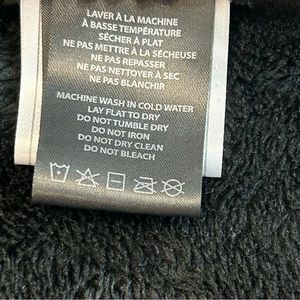 LAVER À LA MACHINE
À BASSE TEMPÉRATURE
SÉCHER À PLAT
NE PAS METTRE À LA SÉCHEUSE
NE PAS REPASSER
NE PAS NETTOYER À SEC
NE PAS BLANCHIR
MACHINE WASH IN COLD WATER
LAY FLAT TO DRY
DO NOT TUMBLE DRY
DO NOT IRON
DO NOT DRY CLEAN
DO NOT BLEACH